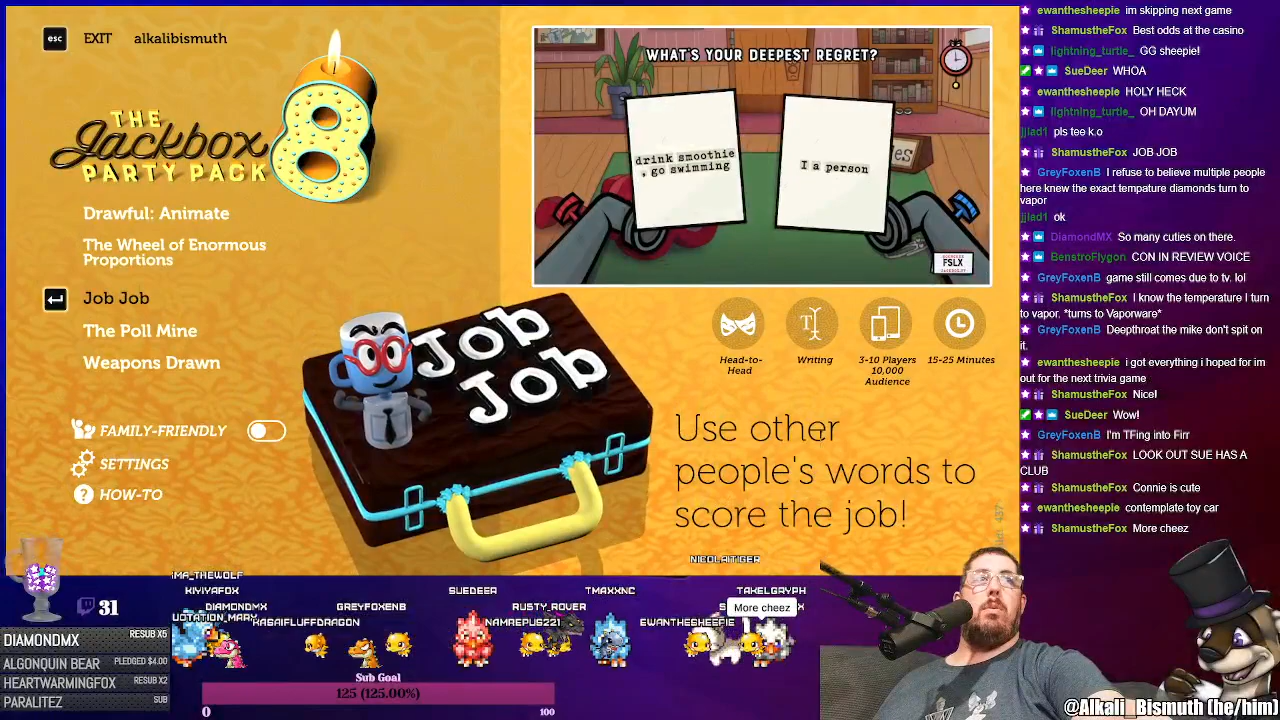 esc EXIT alkalibismuth
THE
Jackbox
PARTY PACK
8
Drawful: Animate
The Wheel of Enormous
Proportions
Job Job
The Poll Mine
Weapons Drawn
FAMILY-FRIENDLY
SETTINGS
? HOW-TO
WHAT'S YOUR DEEPEST REGRET?
drink smoothie
, go swimming
I a person
FSLX
Job
Job
Head-to-
Head
Writing
3-10 Players
10,000
Audience
15-25 Minutes
Use other
people's words to
score the job!
ewanthesheepie im skipping next game
ShamustheFox Best odds at the casino
lightning_turtle_ GG sheepie!
SueDeer WHOA
ewanthesheepie HOLY HECK
lightning_turtle_ OH DAYUM
jjlad1 pls tee k.o
ShamustheFox JOB JOB
GreyFoxenB I refuse to believe multiple people
here knew the exact tempature diamonds turn to
vapor
jjlad1 ok
DiamondMX So many cuties on there.
BenstroFlygon CON IN REVIEW VOICE
GreyFoxenB game still comes due to tv. lol
ShamustheFox I know the temperature I turn
to vapor. *turns to Vaporware*
GreyFoxenB Deepthroat the mike don't spit on
it.
ewanthesheepie i got everything i hoped for im
out for the next trivia game
ShamustheFox Nice!
SueDeer Wow!
GreyFoxenB I'm TFing into Firr
ShamustheFox LOOK OUT SUE HAS A
CLUB
ShamustheFox Connie is cute
ewanthesheepie contemplate toy car
ShamustheFox More cheez
31
DIAMONDMX RESUB X5
ALGONQUIN BEAR PLEDGED $4.00
HEARTWARMINGFOX RESUB X2
PARALITEZ SUB
NICOLAITIGER
IMA_THEWOLF
KIYIYAFOX
DIAMONDMX
UOTATION_MARK
KASAIFLUFFDRAGON
GREYFOXENB
SUEDEER
NAMREPUS221
RUSTY_ROVER
TMAXXNC
EWANTHESHEEPIE
TAKELGRYPH
More cheez
Sub Goal
125 (125.00%)
0 100
@Alkali_Bismuth (he/him)